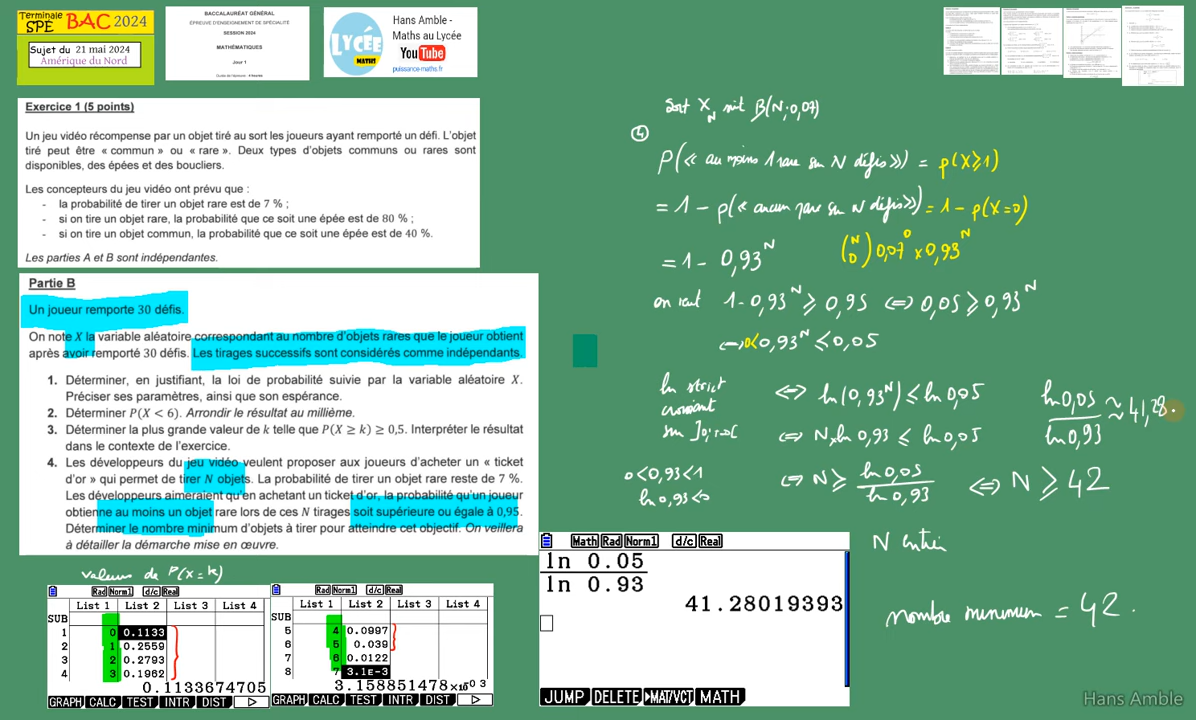 Terminale
SPE
BAC 2024
Sujet du 21 mai 2024
Amérique du Nord
BACCALAURÉAT GÉNÉRAL
ÉPREUVE D'ENSEIGNEMENT DE SPÉCIALITÉ
SESSION 2024
MATHÉMATIQUES
Jour 1
Durée de l'épreuve : 4 heures
LYCÉE
MATHS
Hans Amble -
Maths au Lycée
YouTube
puissance-maths.fr
Exercice 1 (5 points)
Un jeu vidéo récompense par un objet tiré au sort les joueurs ayant remporté un défi. L'objet
tiré peut être « commun » ou « rare ». Deux types d'objets communs ou rares sont
disponibles, des épées et des boucliers.
Les concepteurs du jeu vidéo ont prévu que :
- la probabilité de tirer un objet rare est de 7 % ;
- si on tire un objet rare, la probabilité que ce soit une épée est de 80 % ;
- si on tire un objet commun, la probabilité que ce soit une épée est de 40 %.
Les parties A et B sont indépendantes.
Partie B
Un joueur remporte 30 défis.
On note X la variable aléatoire correspondant au nombre d'objets rares que le joueur obtient
après avoir remporté 30 défis. Les tirages successifs sont considérés comme indépendants.
1. Déterminer, en justifiant, la loi de probabilité suivie par la variable aléatoire X.
Préciser ses paramètres, ainsi que son espérance.
2. Déterminer P(X < 6). Arrondir le résultat au millième.
3. Déterminer la plus grande valeur de k telle que P(X ≥ k) ≥ 0,5. Interpréter le résultat
dans le contexte de l'exercice.
4. Les développeurs du jeu vidéo veulent proposer aux joueurs d'acheter un « ticket
d'or » qui permet de tirer N objets. La probabilité de tirer un objet rare reste de 7 %.
Les développeurs aimeraient qu'en achetant un ticket d'or, la probabilité qu'un joueur
obtienne au moins un objet rare lors de ces N tirages soit supérieure ou égale à 0,95.
Déterminer le nombre minimum d'objets à tirer pour atteindre cet objectif. On veillera
à détailler la démarche mise en œuvre.
valeurs de P(X=k)
Rad Norm1 d/c Real
List 1 List 2 List 3 List 4
SUB
1 0 0.1133
2 1 0.2559
3 2 0.2793
4 3 0.1962
0.1133674705
GRAPH CALC TEST INTR DIST ▷
Rad Norm1 d/c Real
List 1 List 2 List 3 List 4
SUB
5 4 0.0997
6 5 0.039
7 6 0.0122
8 7 3.1E-3
3.158851478×10⁻⁰³
GRAPH CALC TEST INTR DIST ▷
Soit X_N suit B(N;0,07)
④
P(« au moins 1 rare sur N défis ») = p(X≥1)
= 1 - p(« aucun rare sur N défis ») = 1 - p(X=0)
= 1 - 0,93^N (N 0) 0,07^0 × 0,93^N
on veut 1-0,93^N ≥ 0,95 ⇔ 0,05 ≥ 0,93^N
⇔ 0< 0,93^N ≤ 0,05
ln strict ⇔ ln(0,93^N) ≤ ln 0,05
croissant
sur ]0;+∞[ ⇔ N×ln 0,93 ≤ ln 0,05
ln 0,05 / ln 0,93 ≈ 41,28.
0<0,93<1
ln 0,93<0
⇔ N ≥ ln 0,05 / ln 0,93 ⇔ N ≥ 42
N entier
nombre minimum = 42.
Math Rad Norm1 d/c Real
ln 0.05
ln 0.93
41.28019393
JUMP DELETE ▶MAT/VCT MATH
Hans Amble